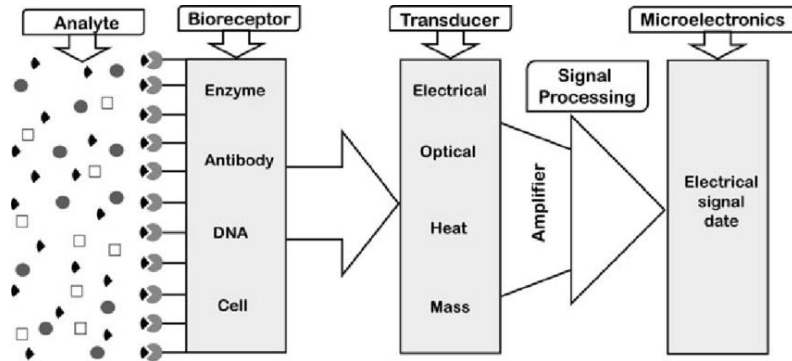 Analyte
Bioreceptor
Transducer
Microelectronics
Signal
Processing
Enzyme
Antibody
DNA
Cell
Electrical
Optical
Heat
Mass
Amplifier
Electrical
signal
date